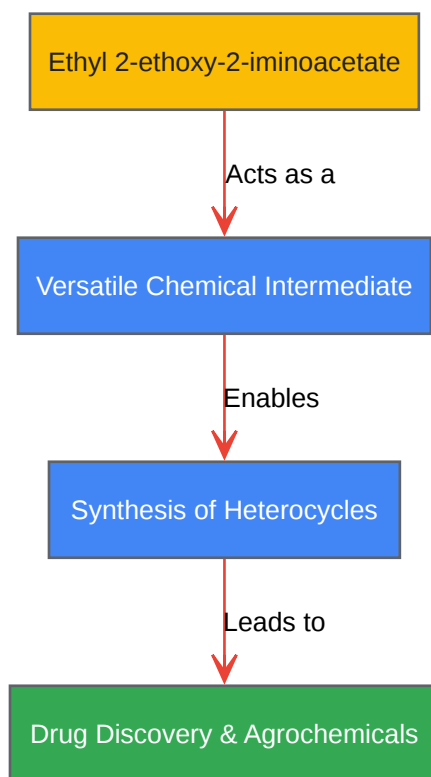 Ethyl 2-ethoxy-2-iminoacetate
Acts as a
Versatile Chemical Intermediate
Enables
Synthesis of Heterocycles
Leads to
Drug Discovery & Agrochemicals